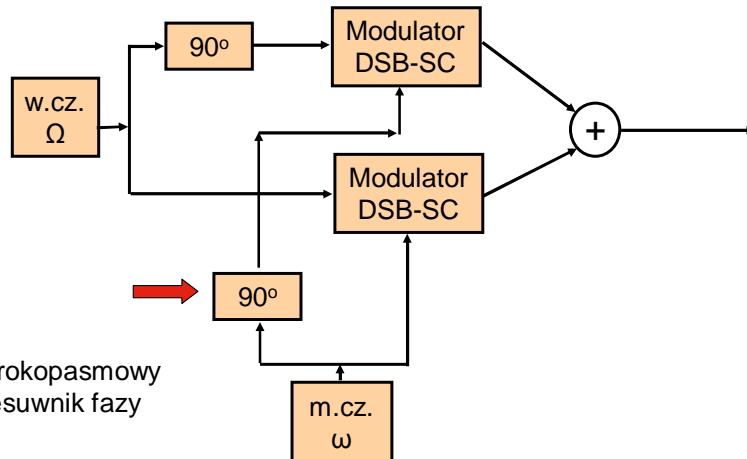 90°
Modulator
DSB-SC
w.cz.
Ω
+
Modulator
DSB-SC
90°
rokopasmowy
esuwnik fazy
m.cz.
ω